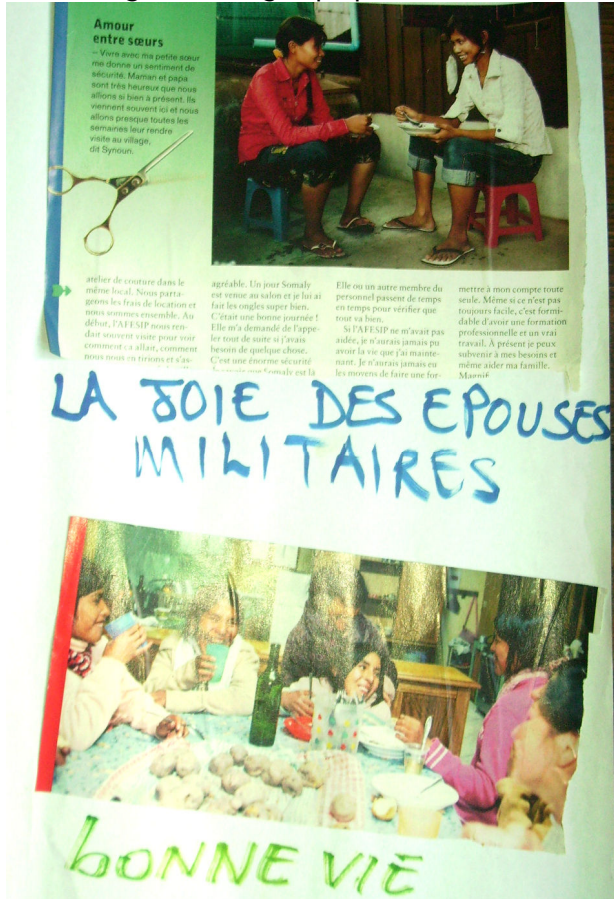 Amour
entre sœurs
– Vivre avec ma petite sœur
me donne un sentiment de
sécurité. Maman et papa
sont très heureux que nous
allions si bien à présent. Ils
viennent souvent ici et nous
allons presque toutes les
semaines leur rendre
visite au village,
dit Synoun.
atelier de couture dans le
même local. Nous parta-
geons les frais de location et
nous sommes ensemble. Au
début, l'AFESIP nous ren-
dait souvent visite pour voir
comment ça allait, comment
nous nous en tirions et s'as-
agréable. Un jour Somaly
est venue au salon et je lui ai
fait les ongles super bien.
C'était une bonne journée !
Elle m'a demandé de l'appe-
ler tout de suite si j'avais
besoin de quelque chose.
C'est une énorme sécurité
Somaly est là
Elle ou un autre membre du
personnel passent de temps
en temps pour vérifier que
tout va bien.
Si l'AFESIP ne m'avait pas
aidée, je n'aurais jamais pu
avoir la vie que j'ai mainte-
nant. Je n'aurais jamais eu
les moyens de faire une for-
mettre à mon compte toute
seule. Même si ce n'est pas
toujours facile, c'est formi-
dable d'avoir une formation
professionnelle et un vrai
travail. À présent je peux
subvenir à mes besoins et
même aider ma famille.
LA JOIE DES EPOUSES
MILITAIRES
bONNE VIE